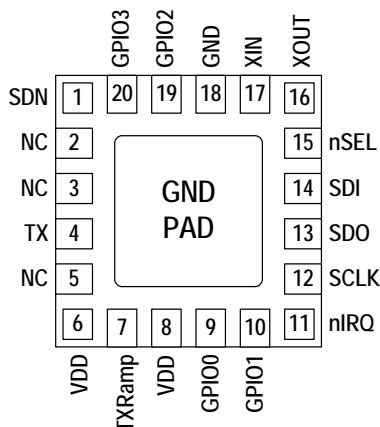 GPIO3 GPIO2 GND XIN XOUT
SDN 1 20 19 18 17 16
NC 2 15 nSEL
NC 3 GND 14 SDI
TX 4 PAD 13 SDO
NC 5 12 SCLK
6 7 8 9 10 11 nIRQ
VDD TXRamp VDD GPIO0 GPIO1